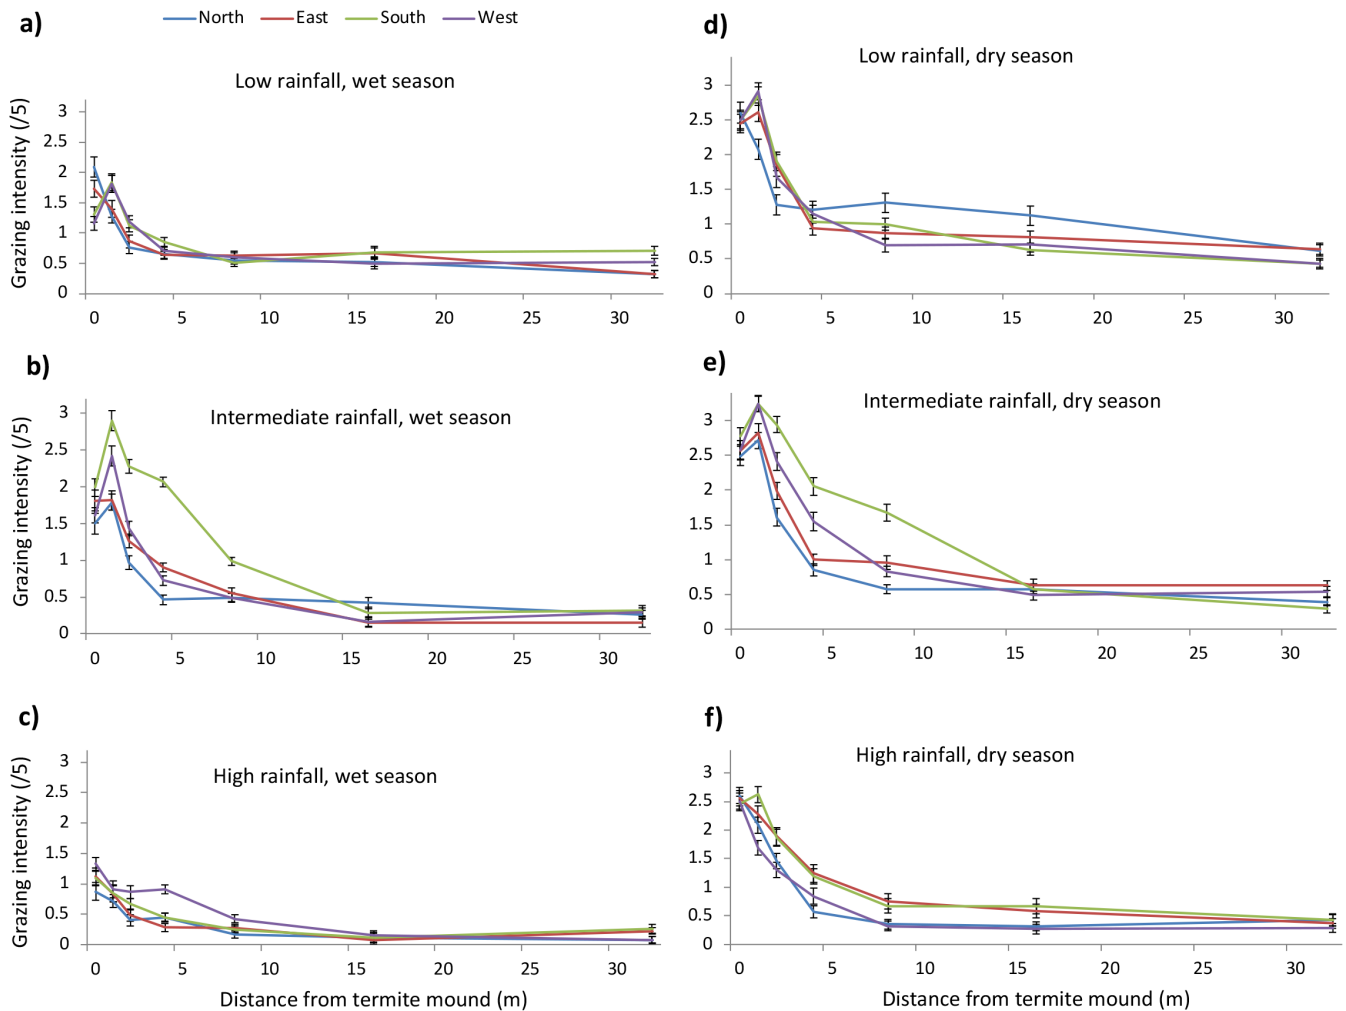 a)
North East South West
Low rainfall, wet season
Grazing intensity (/5)
3
2.5
2
1.5
1
0.5
0
0 5 10 15 20 25 30
d)
Low rainfall, dry season
3
2.5
2
1.5
1
0.5
0
0 5 10 15 20 25 30
b)
Intermediate rainfall, wet season
Grazing intensity (/5)
3
2.5
2
1.5
1
0.5
0
0 5 10 15 20 25 30
e)
Intermediate rainfall, dry season
3
2.5
2
1.5
1
0.5
0
0 5 10 15 20 25 30
c)
High rainfall, wet season
Grazing intensity (/5)
3
2.5
2
1.5
1
0.5
0
0 5 10 15 20 25 30
Distance from termite mound (m)
f)
High rainfall, dry season
3
2.5
2
1.5
1
0.5
0
0 5 10 15 20 25 30
Distance from termite mound (m)